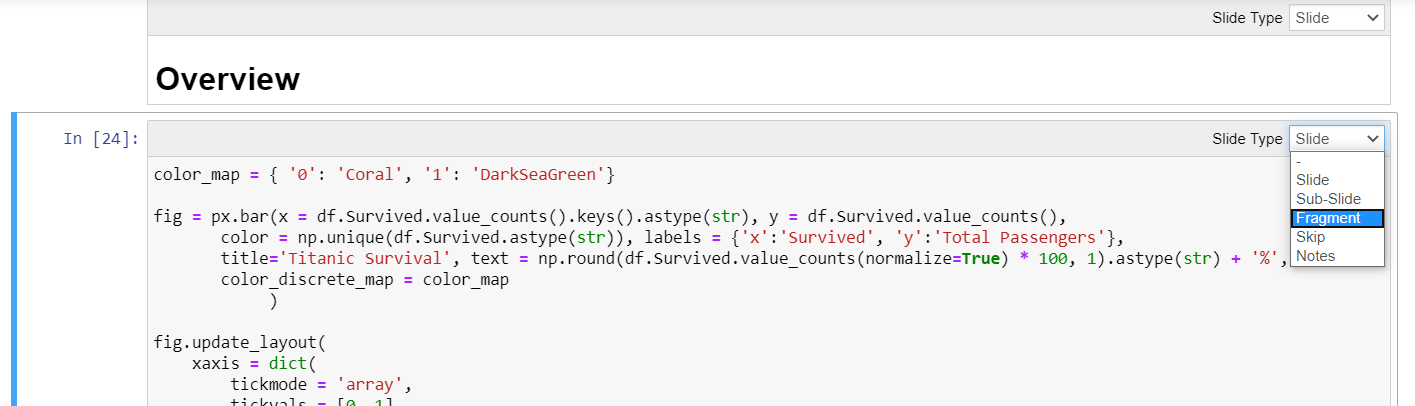 Slide Type Slide
Overview
In [24]:
Slide Type Slide
-
Slide
Sub-Slide
Fragment
Skip
Notes
color_map = { '0': 'Coral', '1': 'DarkSeaGreen'}
fig = px.bar(x = df.Survived.value_counts().keys().astype(str), y = df.Survived.value_counts(),
color = np.unique(df.Survived.astype(str)), labels = {'x':'Survived', 'y':'Total Passengers'},
title='Titanic Survival', text = np.round(df.Survived.value_counts(normalize=True) * 100, 1).astype(str) + '%',
color_discrete_map = color_map
)
fig.update_layout(
xaxis = dict(
tickmode = 'array',
tickvals = [0, 1]